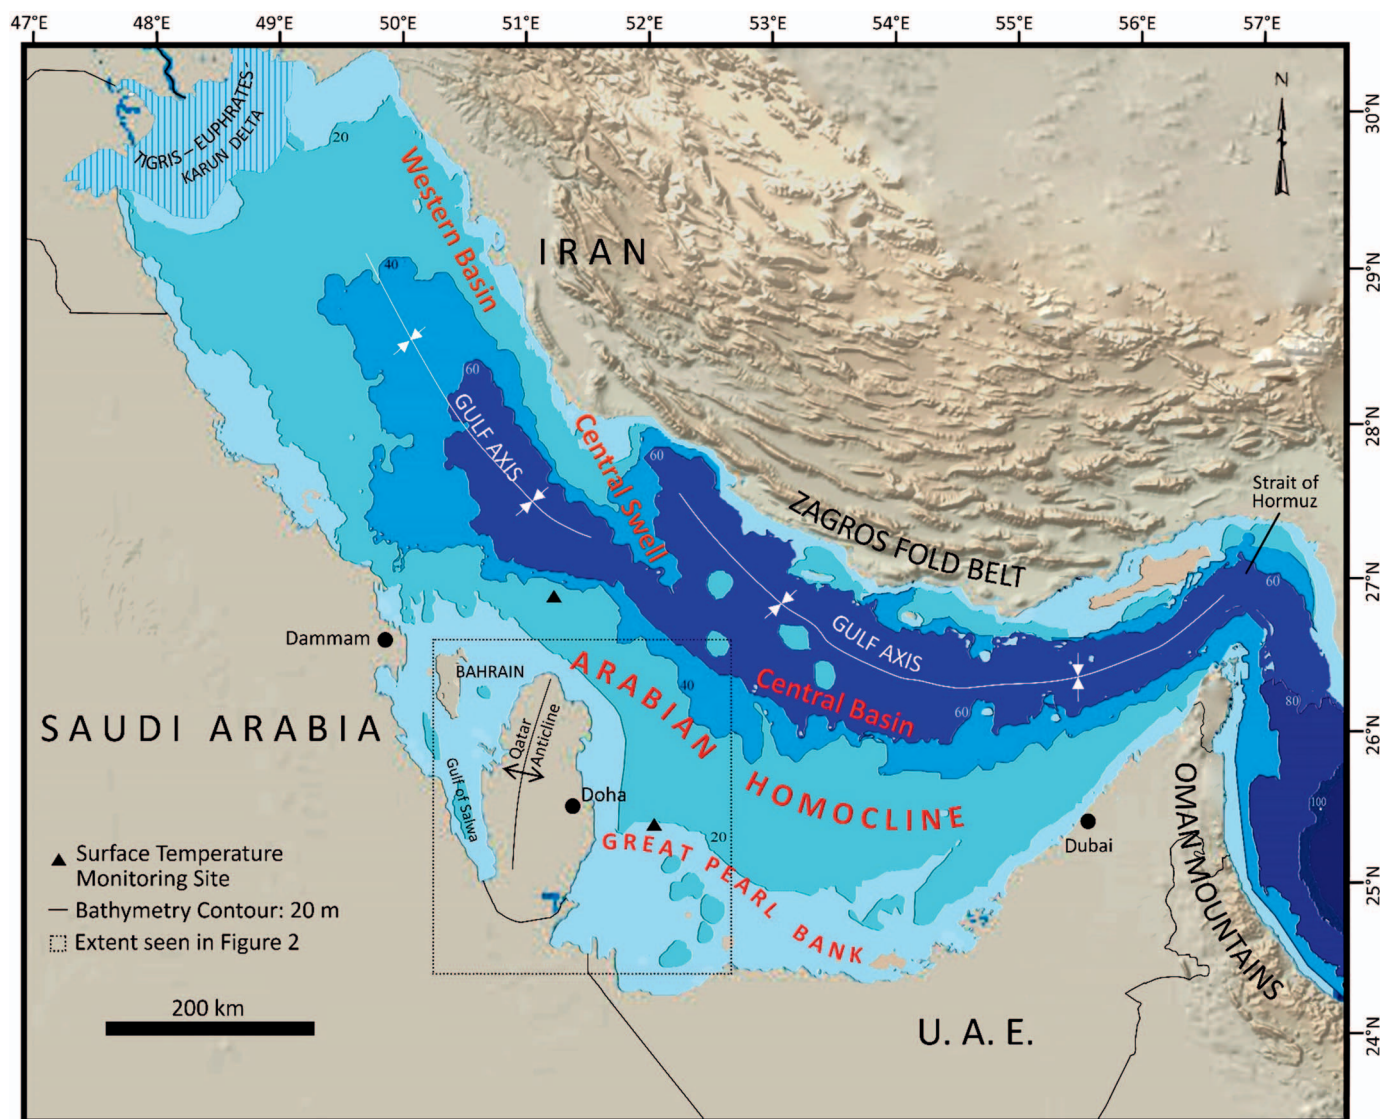 47°E 48°E 49°E 50°E 51°E 52°E 53°E 54°E 55°E 56°E 57°E
N
30°N
29°N
28°N
27°N
26°N
25°N
24°N
TIGRIS – EUPHRATES-
KARUN DELTA
20
Western Basin
IRAN
40
60
GULF AXIS
Central Swell
60
ZAGROS FOLD BELT
Strait of
Hormuz
60
GULF AXIS
Central Basin
60
80
100
Dammam
BAHRAIN
ARABIAN
HOMOCLINE
40
SAUDI ARABIA
Qatar
Anticline
Gulf of Salwa
Doha
20
GREAT PEARL
BANK
Dubai
OMAN MOUNTAINS
U. A. E.
Surface Temperature
Monitoring Site
Bathymetry Contour: 20 m
Extent seen in Figure 2
200 km